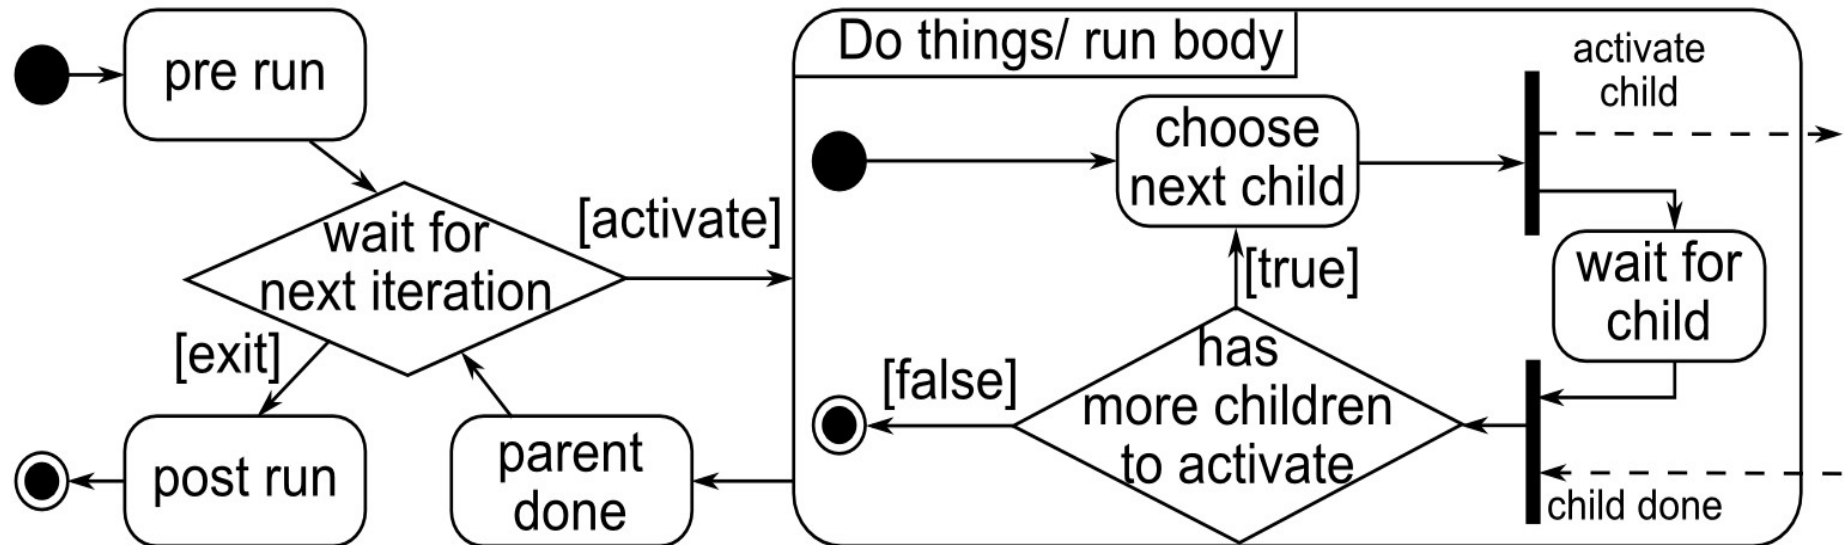 pre run
wait for
next iteration
[activate]
[exit]
post run
parent
done
Do things/ run body
choose
next child
activate
child
wait for
child
[true]
has
more children
to activate
[false]
child done